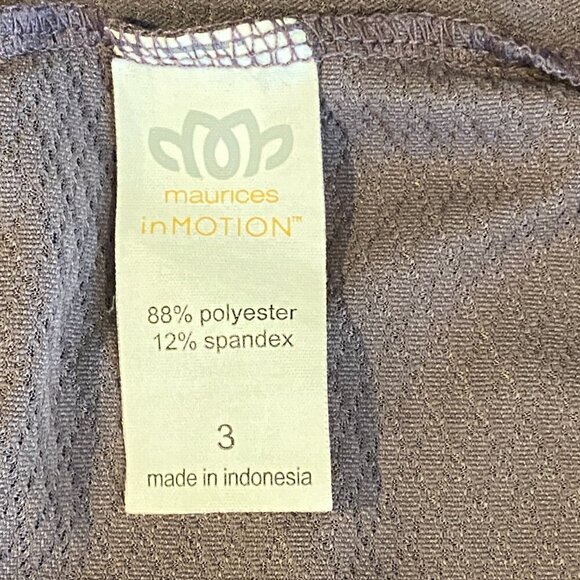 maurices
inMOTION™
88% polyester
12% spandex
3
made in indonesia